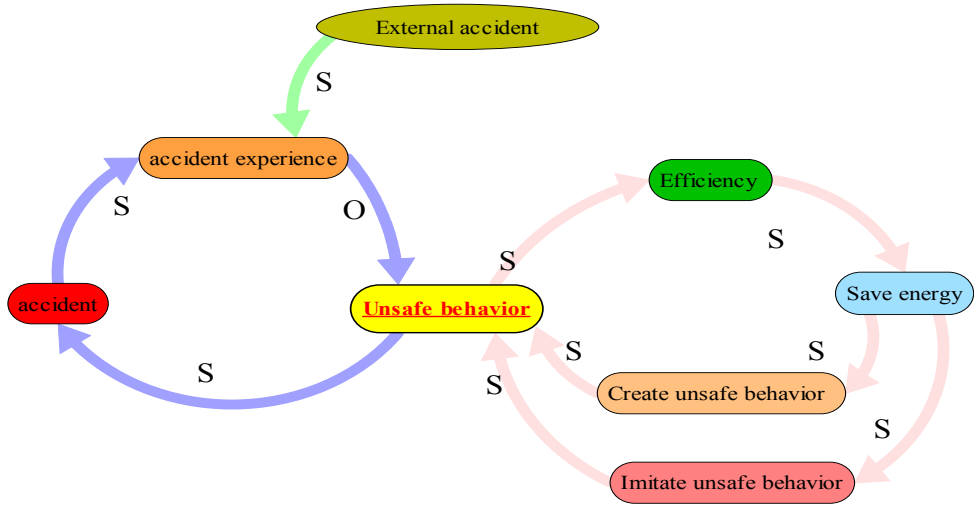 External accident
S
accident experience
S
O
Efficiency
S
S
accident
Unsafe behavior
Save energy
S
S
S
Create unsafe behavior
S
S
Imitate unsafe behavior